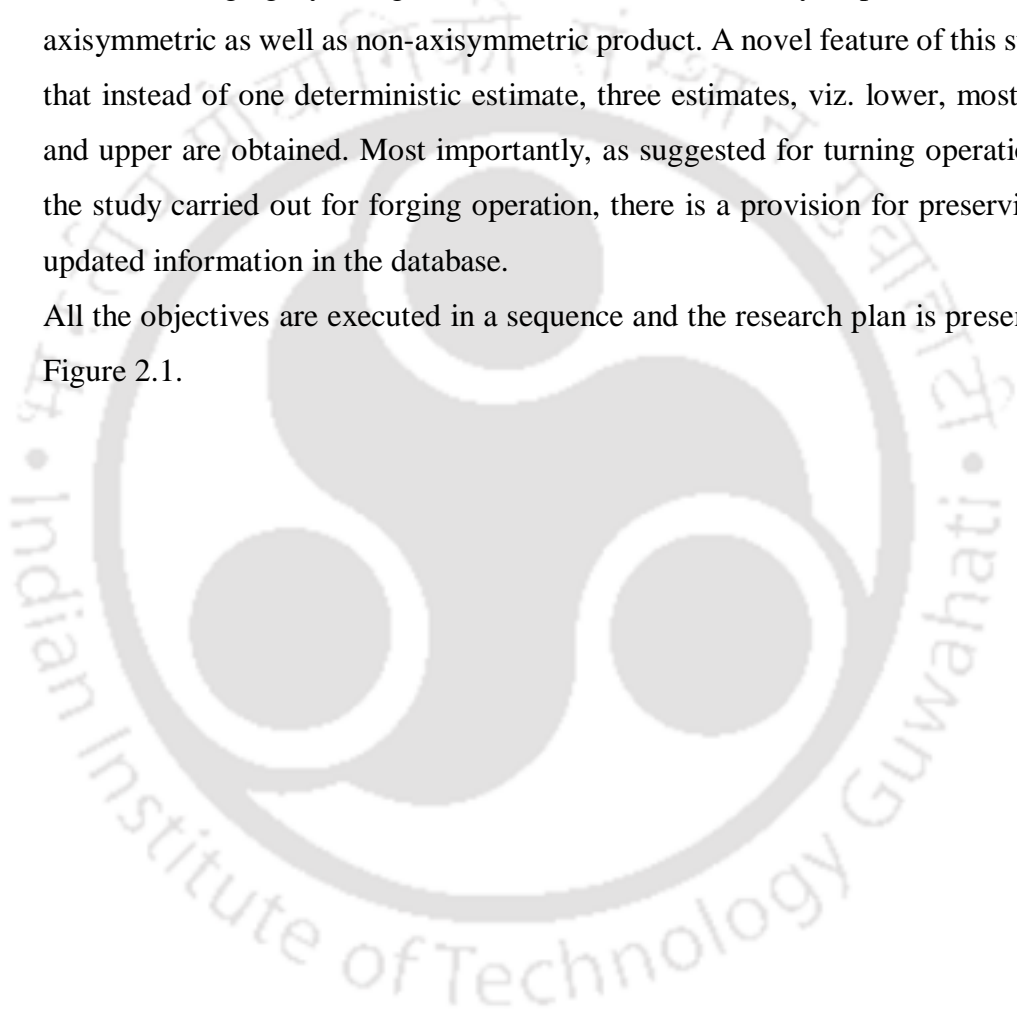 axisymmetric as well as non-axisymmetric product. A novel feature of this
that instead of one deterministic estimate, three estimates, viz. lower, most
and upper are obtained. Most importantly, as suggested for turning
the study carried out for forging operation, there is a provision for
updated information in the database.
All the objectives are executed in a sequence and the research plan is
Figure 2.1.
Indian Institute of Technology Guwahati